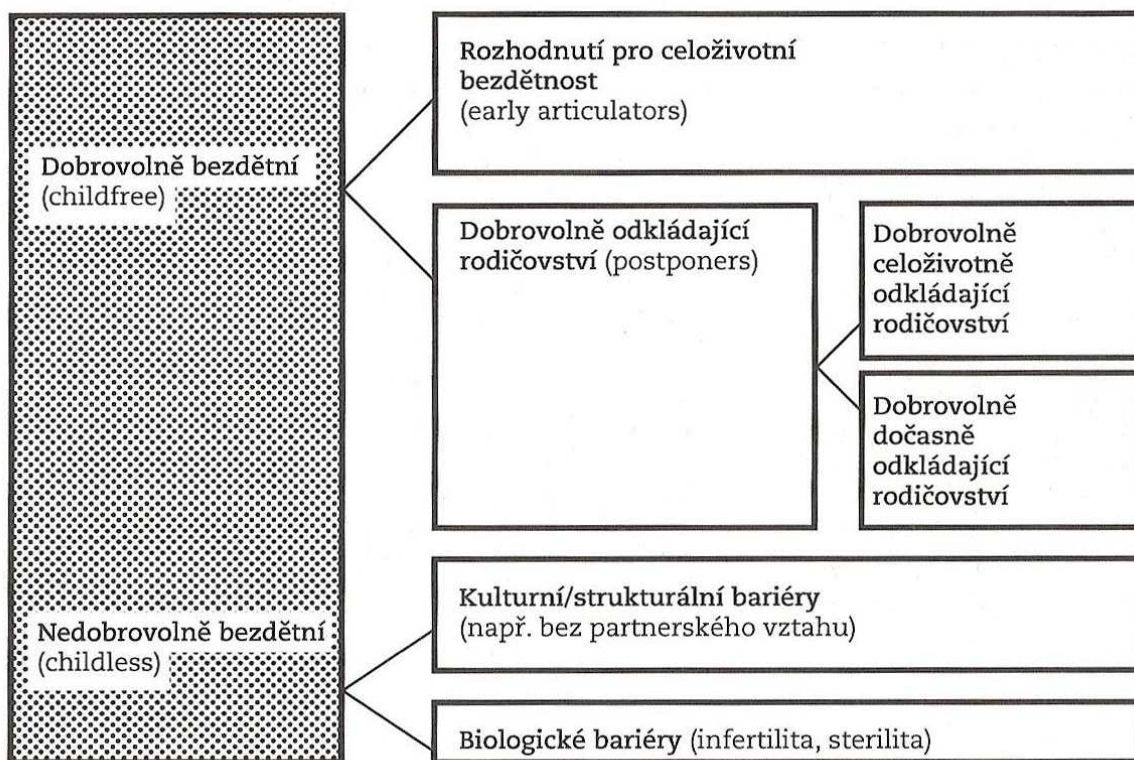 Rozhodnutí pro celoživotní
bezdětnost
(early articulators)
Dobrovolně bezdětní
(childfree)
Dobrovolně odkládající
rodičovství (postponers)
Dobrovolně
celoživotně
odkládající
rodičovství
Dobrovolně
dočasně
odkládající
rodičovství
Nedobrovolně bezdětní
(childless)
Kulturní/strukturální bariéry
(např. bez partnerského vztahu)
Biologické bariéry (infertilita, sterilita)